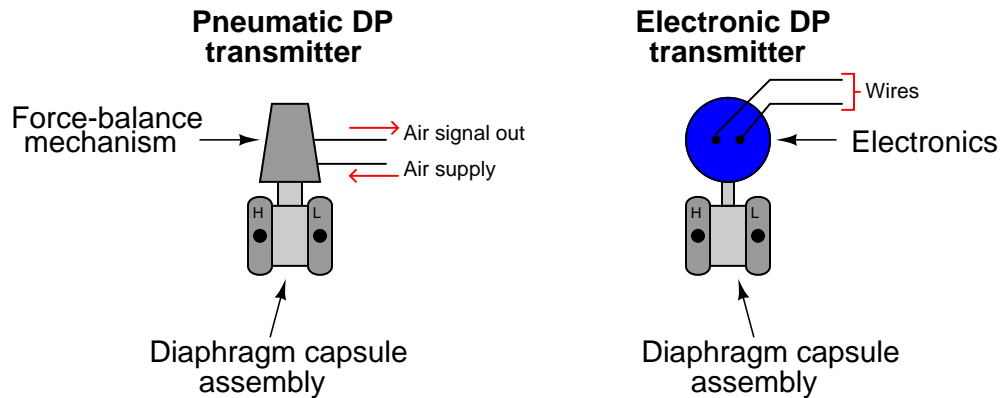 Pneumatic DP
transmitter
Force-balance
mechanism
Air signal out
Air supply
H
L
Diaphragm capsule
assembly
Electronic DP
transmitter
Wires
Electronics
H
L
Diaphragm capsule
assembly